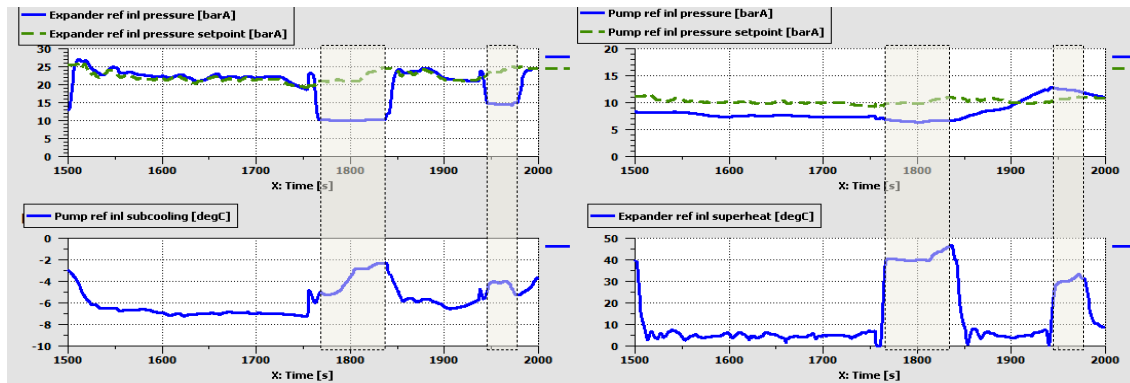 Expander ref inl pressure [barA]
Expander ref inl pressure setpoint [barA]
30
25
20
15
10
5
0
1500 1600 1700 1800 1900 2000
X: Time [s]
Pump ref inl pressure [barA]
Pump ref inl pressure setpoint [barA]
20
15
10
5
0
1500 1600 1700 1800 1900 2000
X: Time [s]
Pump ref inl subcooling [degC]
-0
-2
-4
-6
-8
-10
1500 1600 1700 1800 1900 2000
X: Time [s]
Expander ref inl superheat [degC]
50
40
30
20
10
0
1500 1600 1700 1800 1900 2000
X: Time [s]